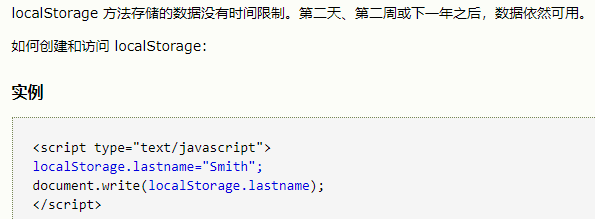 localStorage 方法存储的数据没有时间限制。第二天、第二周或下一年之后，数据依然可用。
如何创建和访问 localStorage：
实例
<script type="text/javascript">
localStorage.lastname="Smith";
document.write(localStorage.lastname);
</script>